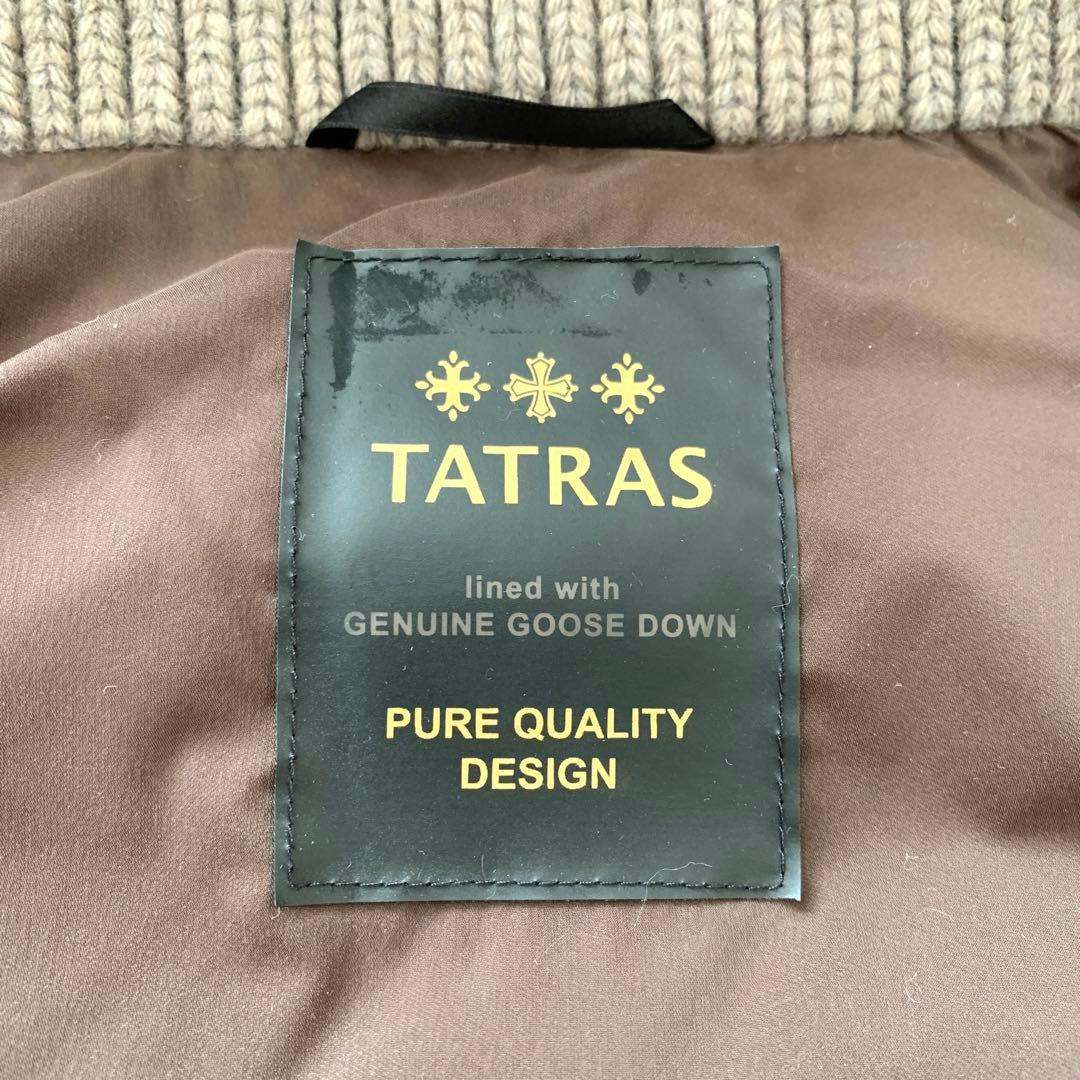 TATRAS
lined with
GENUINE GOOSE DOWN
PURE QUALITY
DESIGN